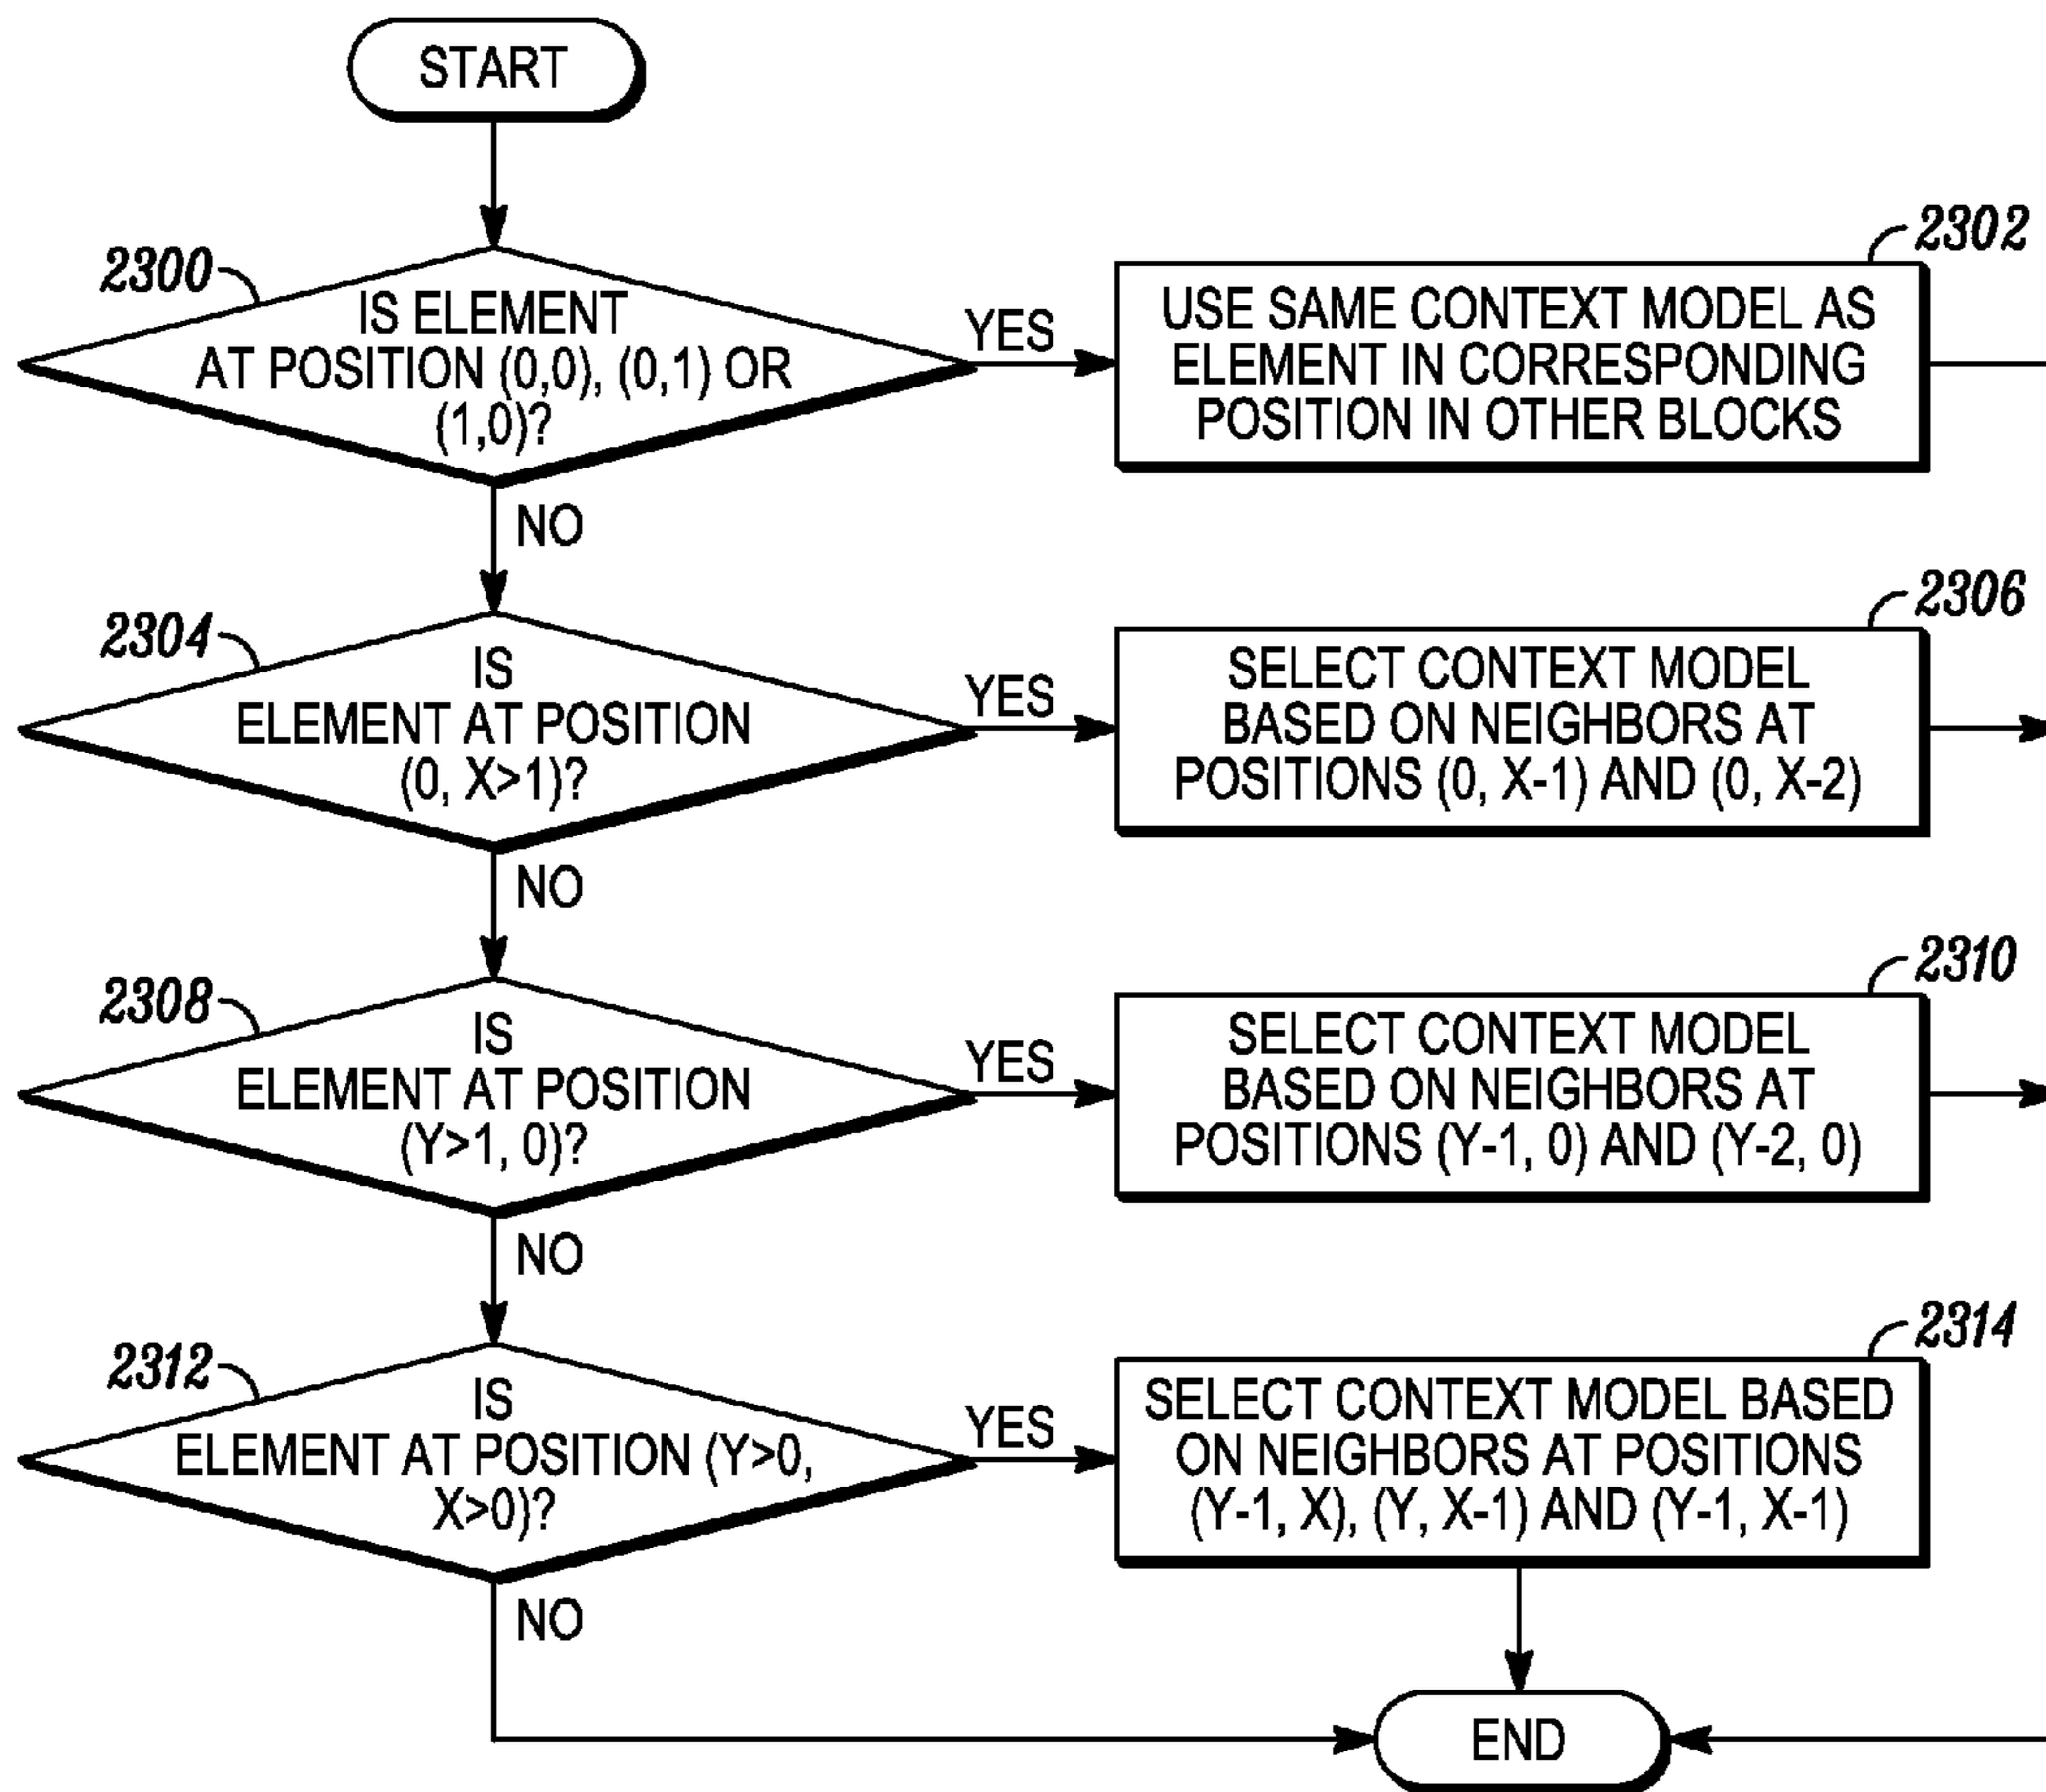 START
2300
IS ELEMENT
AT POSITION (0,0), (0,1) OR
(1,0)?
YES
2302
USE SAME CONTEXT MODEL AS
ELEMENT IN CORRESPONDING
POSITION IN OTHER BLOCKS
NO
2304
IS
ELEMENT AT POSITION
(0, X>1)?
YES
2306
SELECT CONTEXT MODEL
BASED ON NEIGHBORS AT
POSITIONS (0, X-1) AND (0, X-2)
NO
2308
IS
ELEMENT AT POSITION
(Y>1, 0)?
YES
2310
SELECT CONTEXT MODEL
BASED ON NEIGHBORS AT
POSITIONS (Y-1, 0) AND (Y-2, 0)
NO
2312
IS
ELEMENT AT POSITION (Y>0,
X>0)?
YES
2314
SELECT CONTEXT MODEL BASED
ON NEIGHBORS AT POSITIONS
(Y-1, X), (Y, X-1) AND (Y-1, X-1)
NO
END